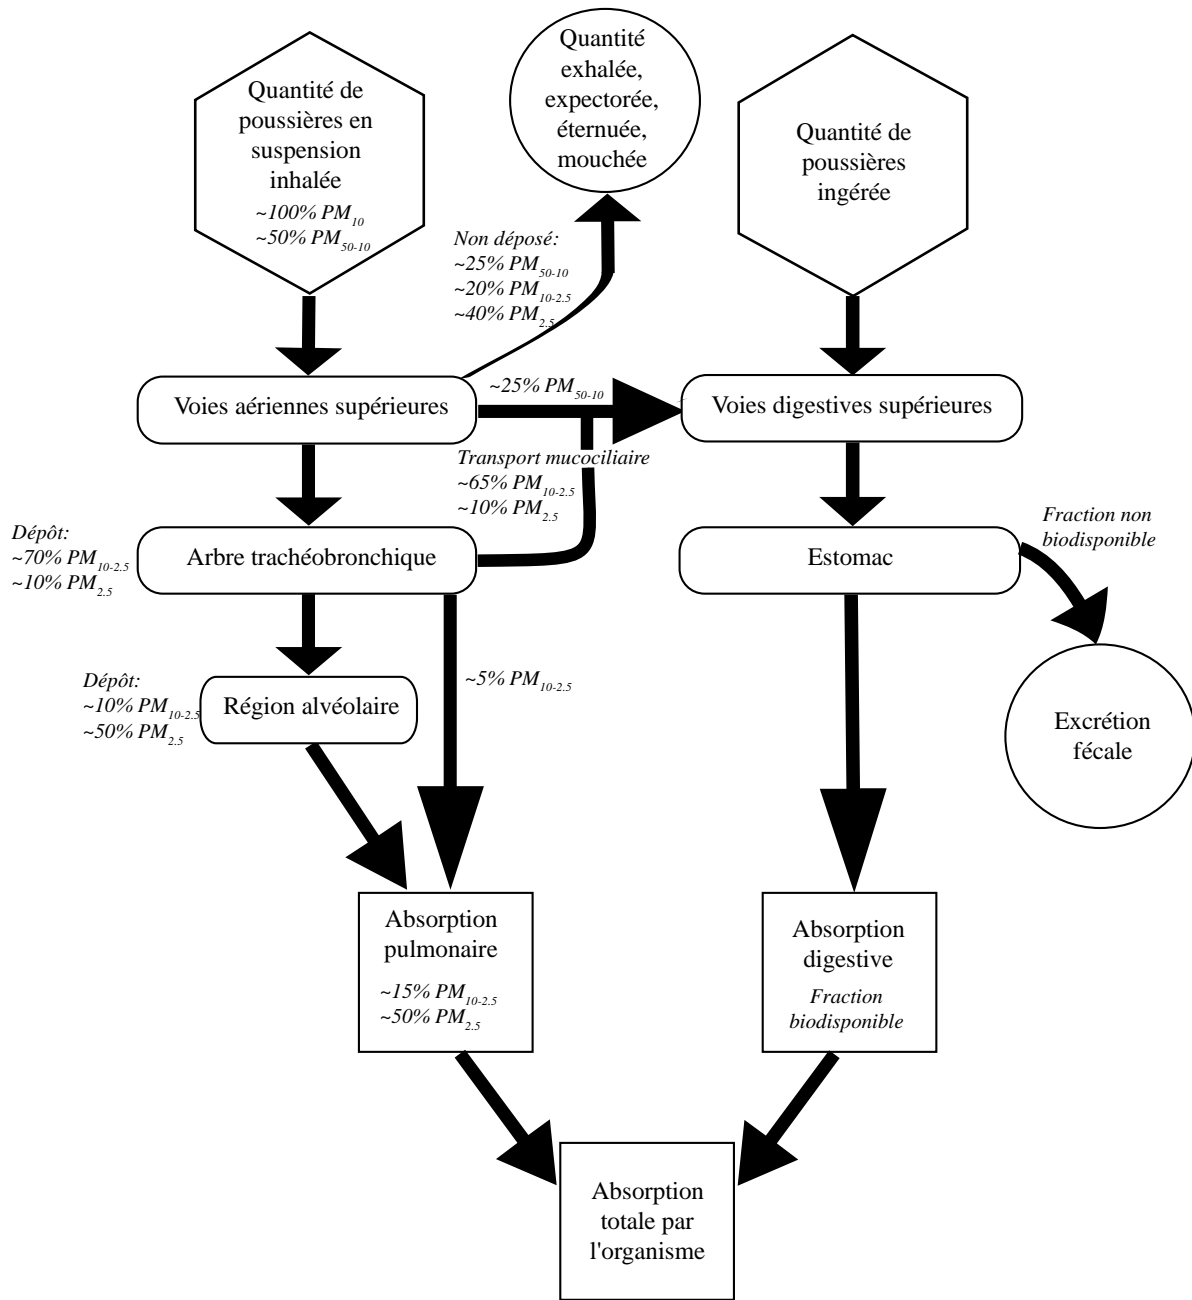 Quantité de
poussières en
suspension
inhalée
~100% PM10
~50% PM50-10
Quantité
exhalée,
expectorée,
éternuée,
mouchée
Quantité de
poussières
ingérée
Non déposé:
~25% PM50-10
~20% PM10-2.5
~40% PM2.5
Voies aériennes supérieures
~25% PM50-10
Voies digestives supérieures
Transport mucociliaire
~65% PM10-2.5
~10% PM2.5
Dépôt:
~70% PM10-2.5
~10% PM2.5
Arbre trachéobronchique
Estomac
Fraction non
biodisponible
Dépôt:
~10% PM10-2.5
~50% PM2.5
Région alvéolaire
~5% PM10-2.5
Excrétion
fécale
Absorption
pulmonaire
~15% PM10-2.5
~50% PM2.5
Absorption
digestive
Fraction
biodisponible
Absorption
totale par
l'organisme